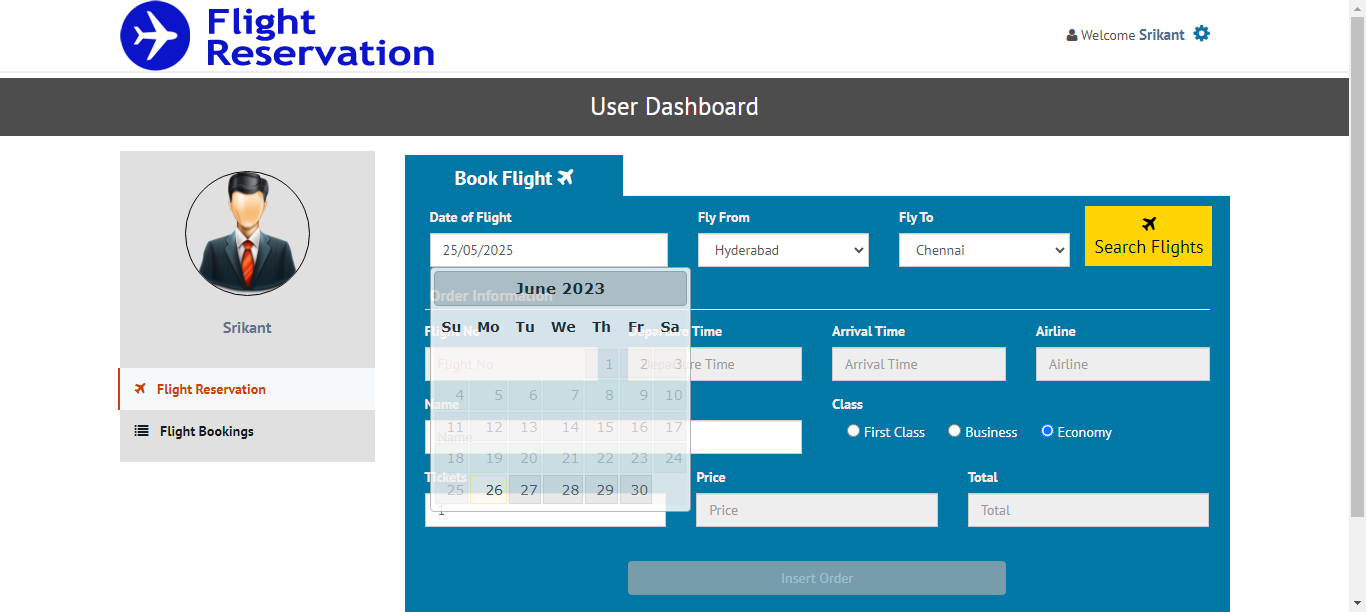 Flight
Reservation
Welcome Srikant
User Dashboard
Srikant
Flight Reservation
Flight Bookings
Book Flight
Date of Flight Fly From Fly To
25/05/2025 Hyderabad Chennai Search Flights
June 2023
Order Information
Su Mo Tu We Th Fr Sa
Flight No Departure Time Arrival Time Airline
Flight No Departure Time Arrival Time Airline
1 2 3
4 5 6 7 8 9 10
Name Class
11 12 13 14 15 16 17
Name First Class Business Economy
18 19 20 21 22 23 24
Tickets Price Total
25 26 27 28 29 30
1 Price Total
Insert Order